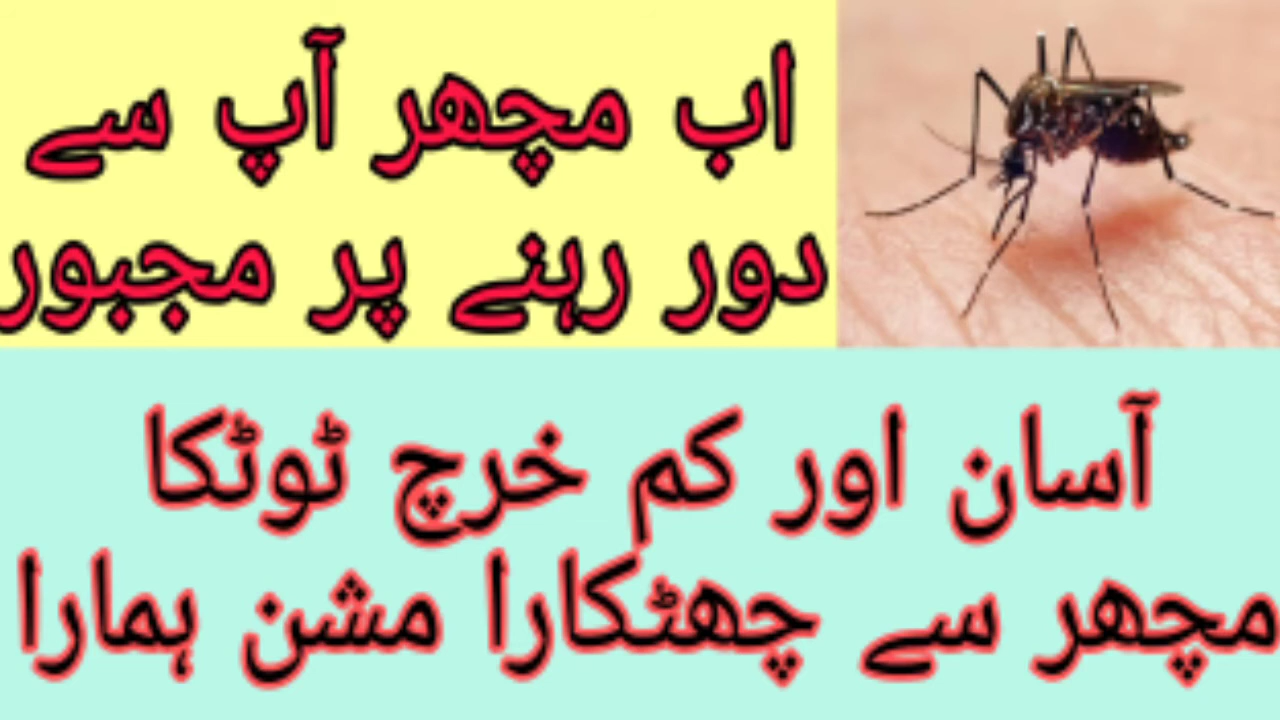 اب مچھر آپ سے
دور رہنے پر مجبور
آسان اور کم خرچ ٹوٹکا
مچھر سے چھٹکارا مشن ہمارا